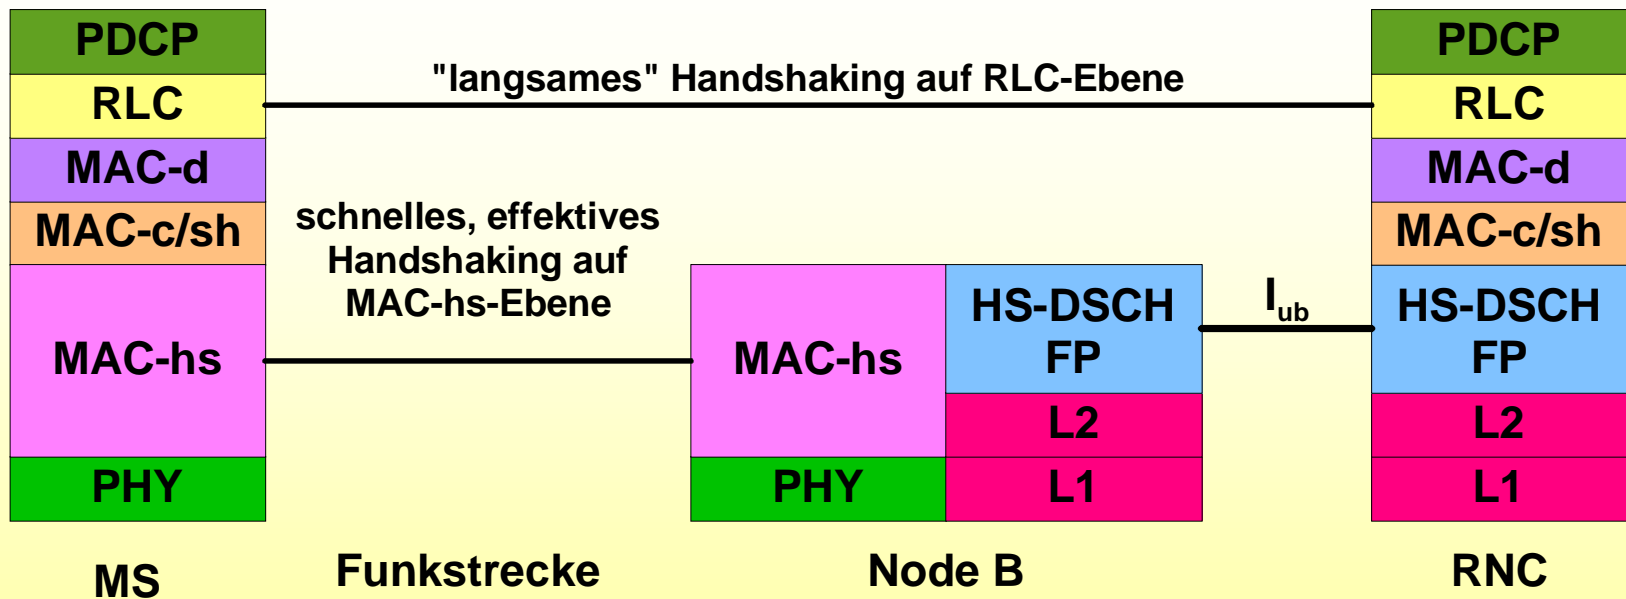 PDCP
RLC
MAC-d
MAC-c/sh
MAC-hs
PHY
MS
"langsames" Handshaking auf RLC-Ebene
schnelles, effektives
Handshaking auf
MAC-hs-Ebene
Funkstrecke
MAC-hs
PHY
HS-DSCH
FP
L2
L1
Node B
Iub
PDCP
RLC
MAC-d
MAC-c/sh
HS-DSCH
FP
L2
L1
RNC